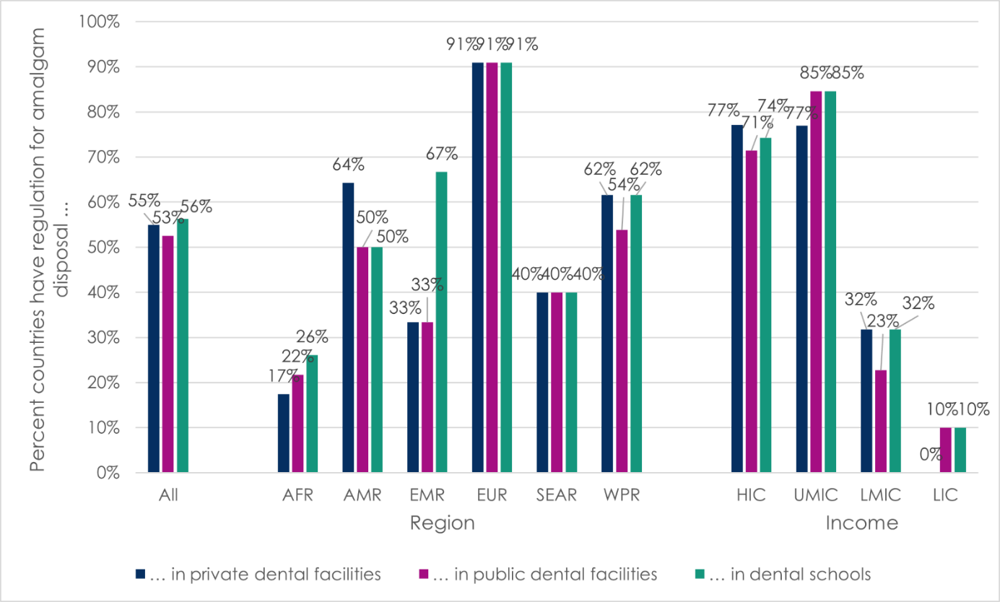 Percent countries have regulation for amalgam
disposal ...
100%
90%
80%
70%
60%
50%
40%
30%
20%
10%
0%
55% 53% 56%
17% 22% 26%
64% 50% 50%
33% 33% 67%
91% 91% 91%
40% 40% 40%
62% 54% 62%
77% 71% 74%
77% 85% 85%
32% 23% 32%
0% 10% 10%
All AFR AMR EMR EUR SEAR WPR HIC UMIC LMIC LIC
Region Income
... in private dental facilities ... in public dental facilities ... in dental schools